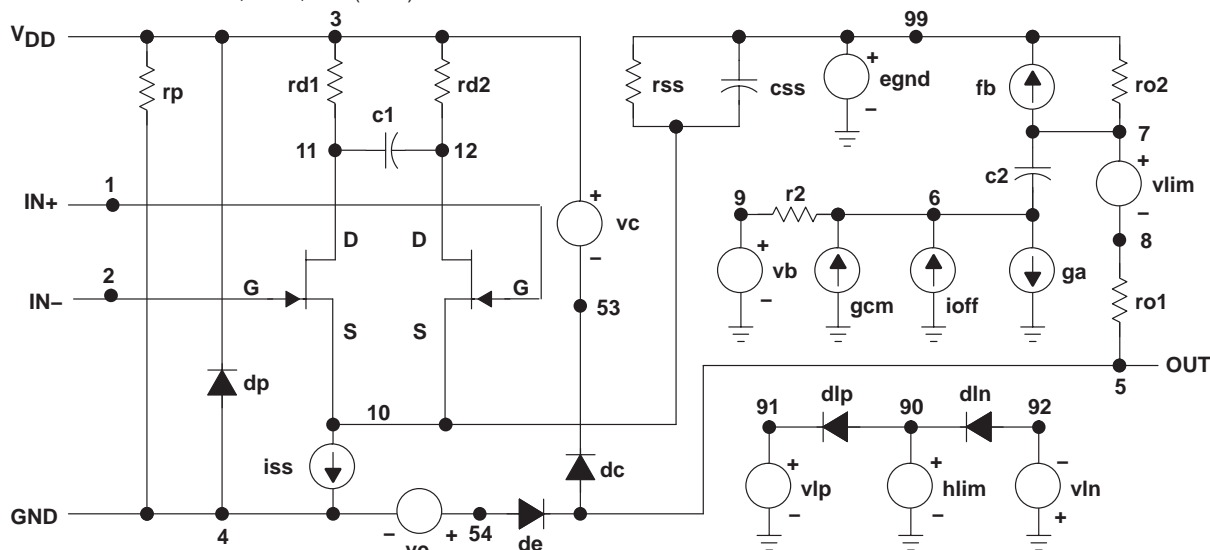 3
99
VDD
rp
rd1
rd2
rss
css
egnd
+
−
fb
ro2
c1
11
12
7
1
IN+
+
vc
−
c2
+
vlim
−
9
r2
6
8
D
D
2
IN−
G
G
53
+
vb
−
gcm
ioff
ga
ro1
S
S
dp
OUT
5
10
91
dlp
90
dln
92
iss
dc
+
vlp
−
+
hlim
−
−
vln
+
GND
4
−
+
54
de